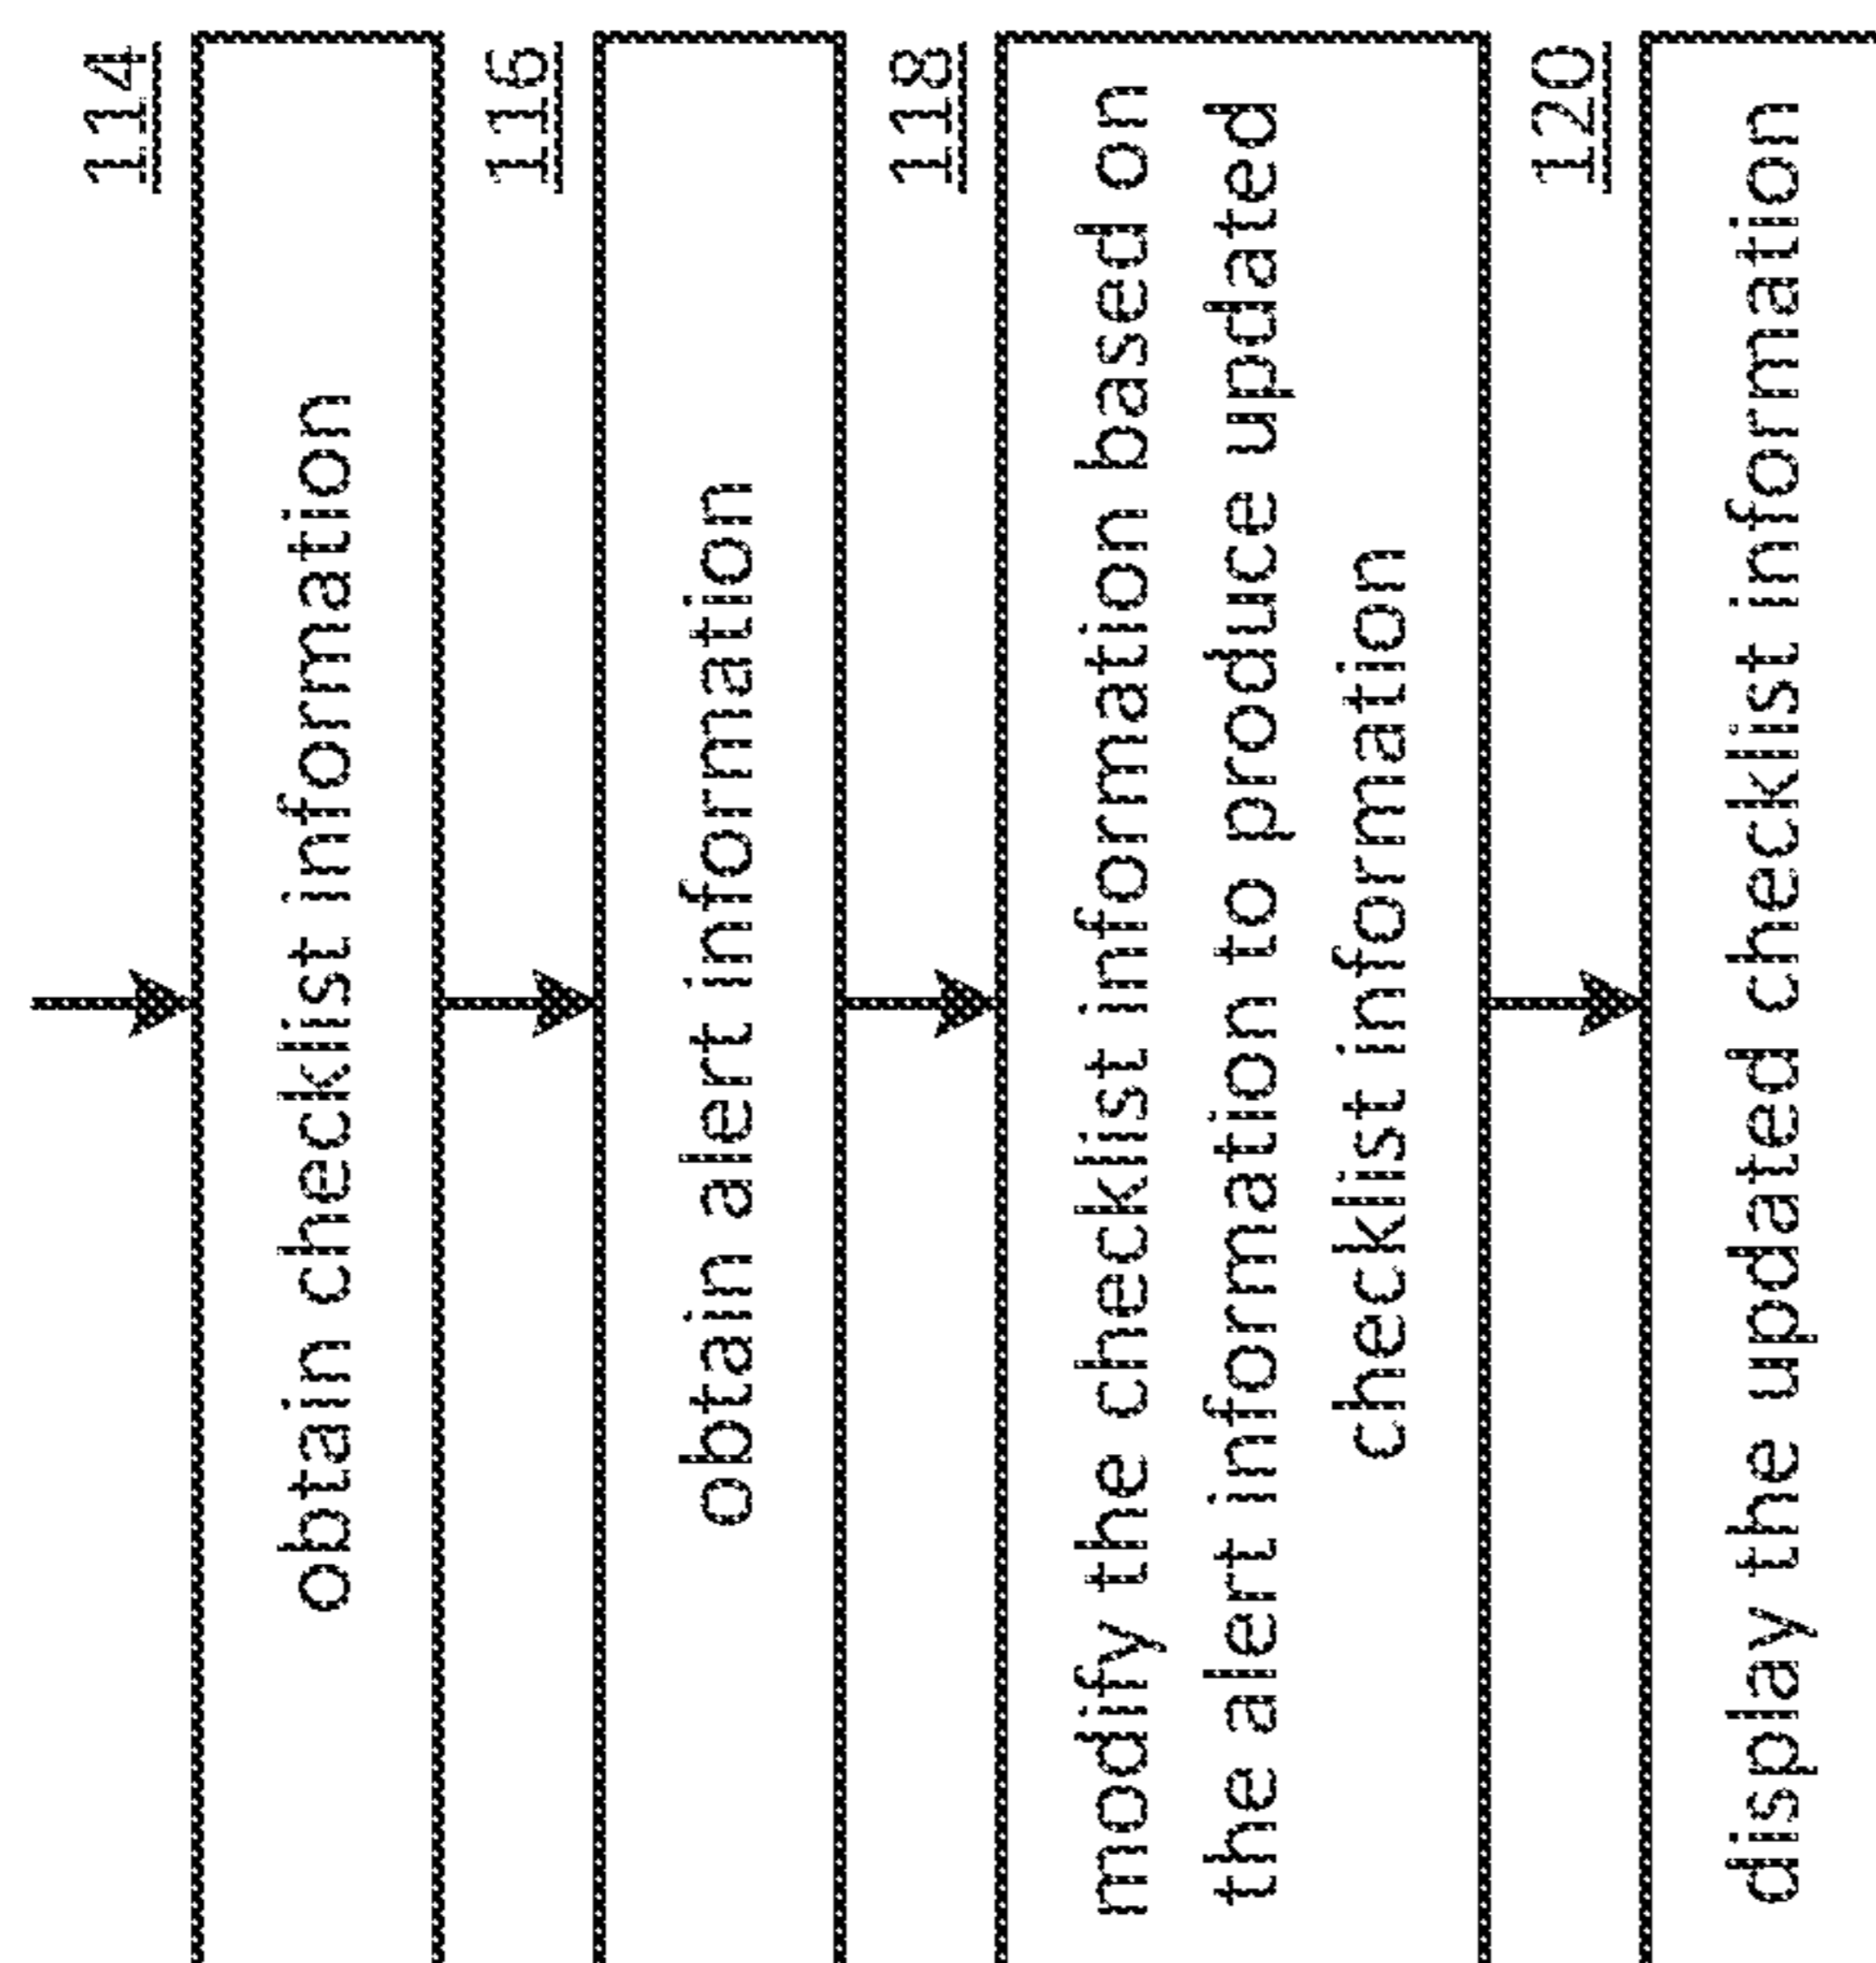 114
obtain checklist information
116
obtain alert information
118
modify the checklist information based on
the alert information to produce updated
checklist information
120
display the updated checklist information